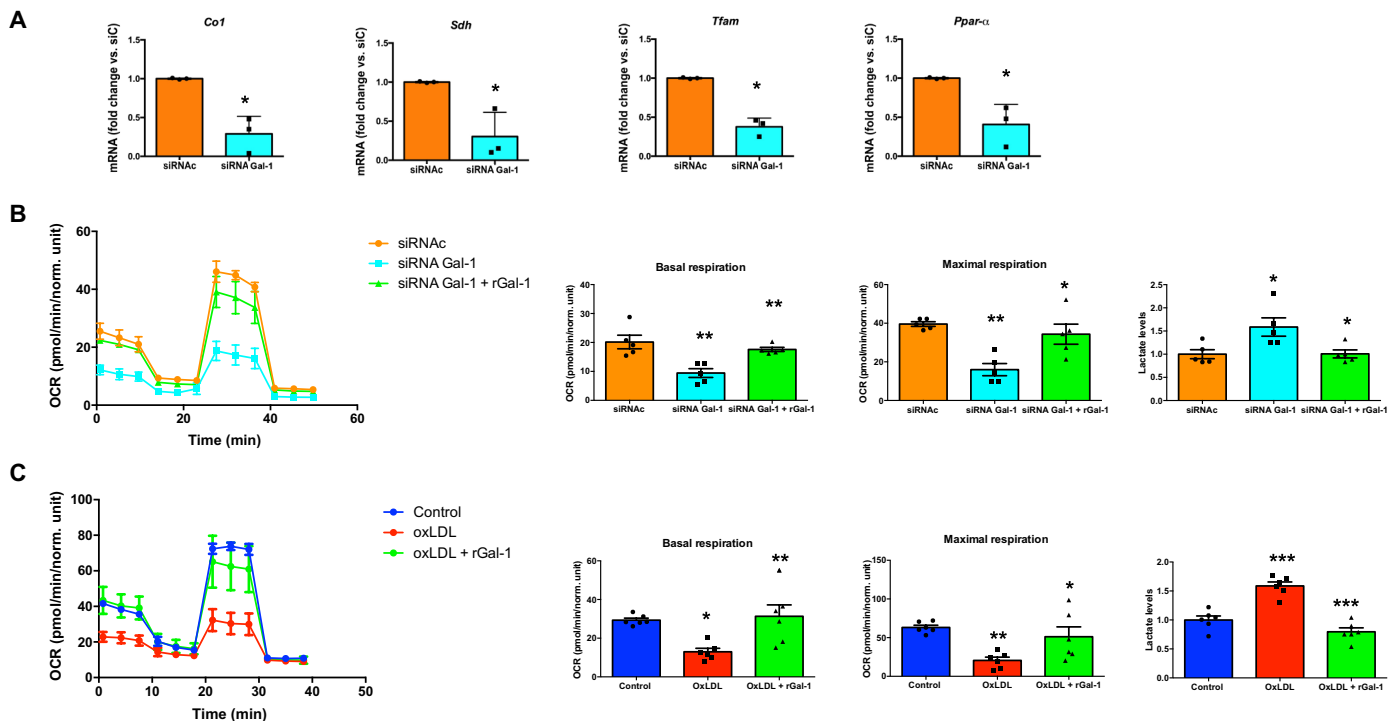 A
Co1
mRNA (fold change vs. siC)
1.5
1.0
0.5
0.0
*
siRNAc
siRNA Gal-1
Sdh
mRNA (fold change vs. siC)
1.5
1.0
0.5
0.0
*
siRNAc
siRNA Gal-1
Tfam
mRNA (fold change vs. siC)
1.5
1.0
0.5
0.0
*
siRNAc
siRNA Gal-1
Ppar-α
mRNA (fold change vs. siC)
1.5
1.0
0.5
0.0
*
siRNAc
siRNA Gal-1
B
OCR (pmol/min/norm. unit)
60
40
20
0
0
20
40
60
Time (min)
siRNAc
siRNA Gal-1
siRNA Gal-1 + rGal-1
Basal respiration
OCR (pmol/min/norm. unit)
40
30
20
10
0
**
**
siRNAc
siRNA Gal-1
siRNA Gal-1 + rGal-1
Maximal respiration
OCR (pmol/min/norm. unit)
60
40
20
0
**
*
siRNAc
siRNA Gal-1
siRNA Gal-1 + rGal-1
Lactate levels
2.5
2.0
1.5
1.0
0.5
0.0
*
*
siRNAc
siRNA Gal-1
siRNA Gal-1 + rGal-1
C
OCR (pmol/min/norm. unit)
100
80
60
40
20
0
0
10
20
30
40
50
Time (min)
Control
oxLDL
oxLDL + rGal-1
Basal respiration
OCR (pmol/min/norm. unit)
60
40
20
0
*
**
Control
OxLDL
OxLDL + rGal-1
Maximal respiration
OCR (pmol/min/norm. unit)
150
100
50
0
**
*
Control
OxLDL
OxLDL + rGal-1
Lactate levels
2.0
1.5
1.0
0.5
0.0
***
***
Control
OxLDL
OxLDL + rGal-1